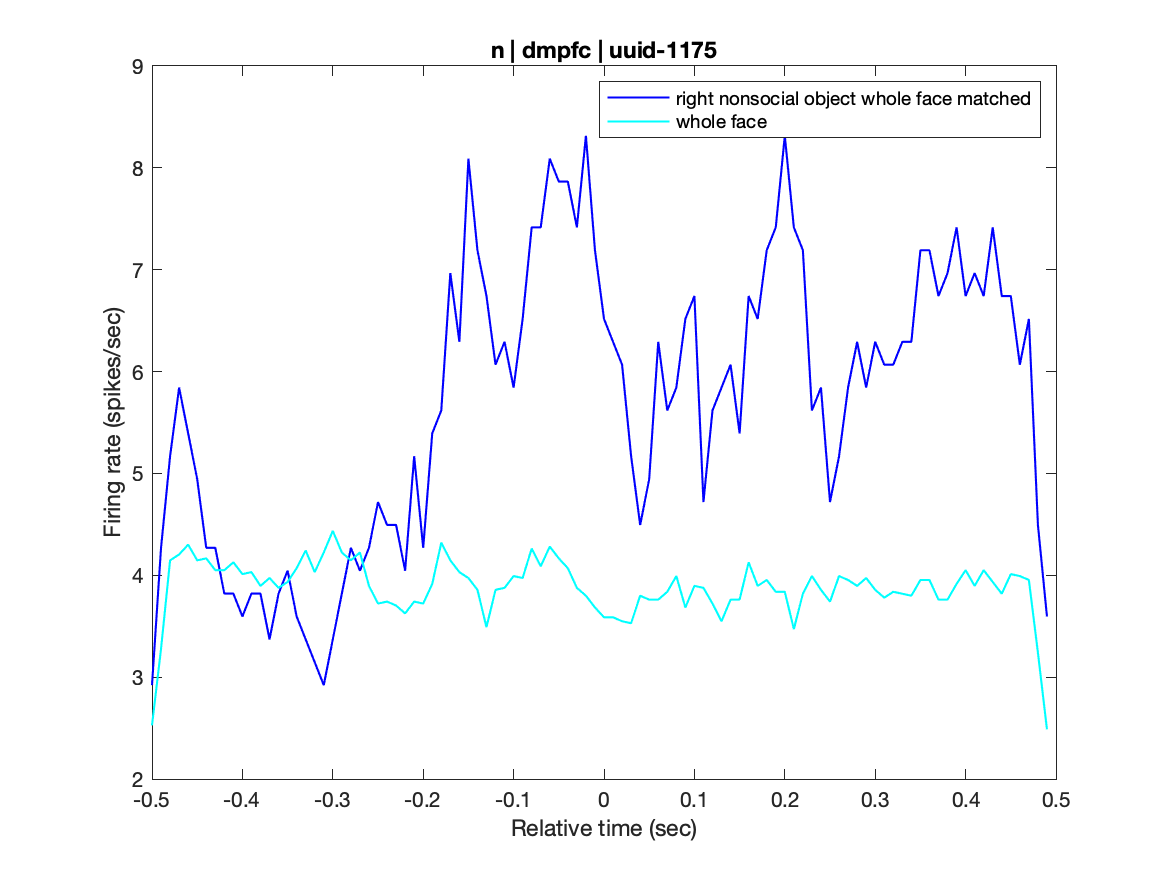 n | dmpfc | uuid-1175
right nonsocial object whole face matched
whole face
Firing rate (spikes/sec)
9
8
7
6
5
4
3
2
-0.5 -0.4 -0.3 -0.2 -0.1 0 0.1 0.2 0.3 0.4 0.5
Relative time (sec)